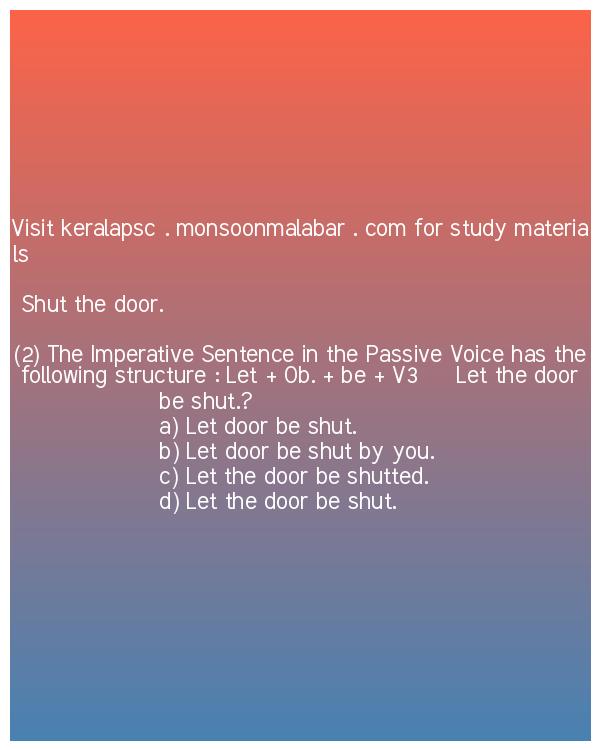 Visit keralapsc . monsoonmalabar . com for study materia
ls
Shut the door.
(2) The Imperative Sentence in the Passive Voice has the
following structure : Let + Ob. + be + V3 Let the door
be shut.?
a) Let door be shut.
b) Let door be shut by you.
c) Let the door be shutted.
d) Let the door be shut.